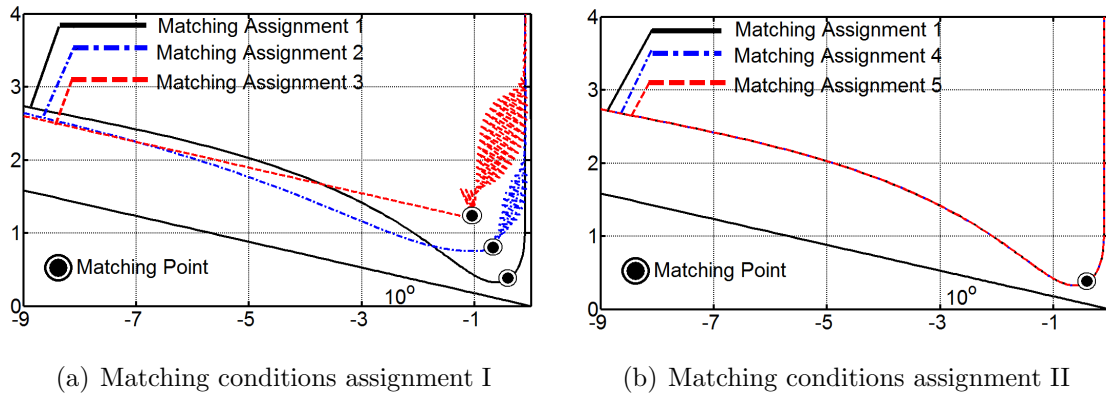 4
3
2
1
0
-9
-7
-5
-3
-1
Matching Assignment 1
Matching Assignment 2
Matching Assignment 3
Matching Point
10°
(a) Matching conditions assignment I
4
3
2
1
0
-9
-7
-5
-3
-1
Matching Assignment 1
Matching Assignment 4
Matching Assignment 5
Matching Point
10°
(b) Matching conditions assignment II